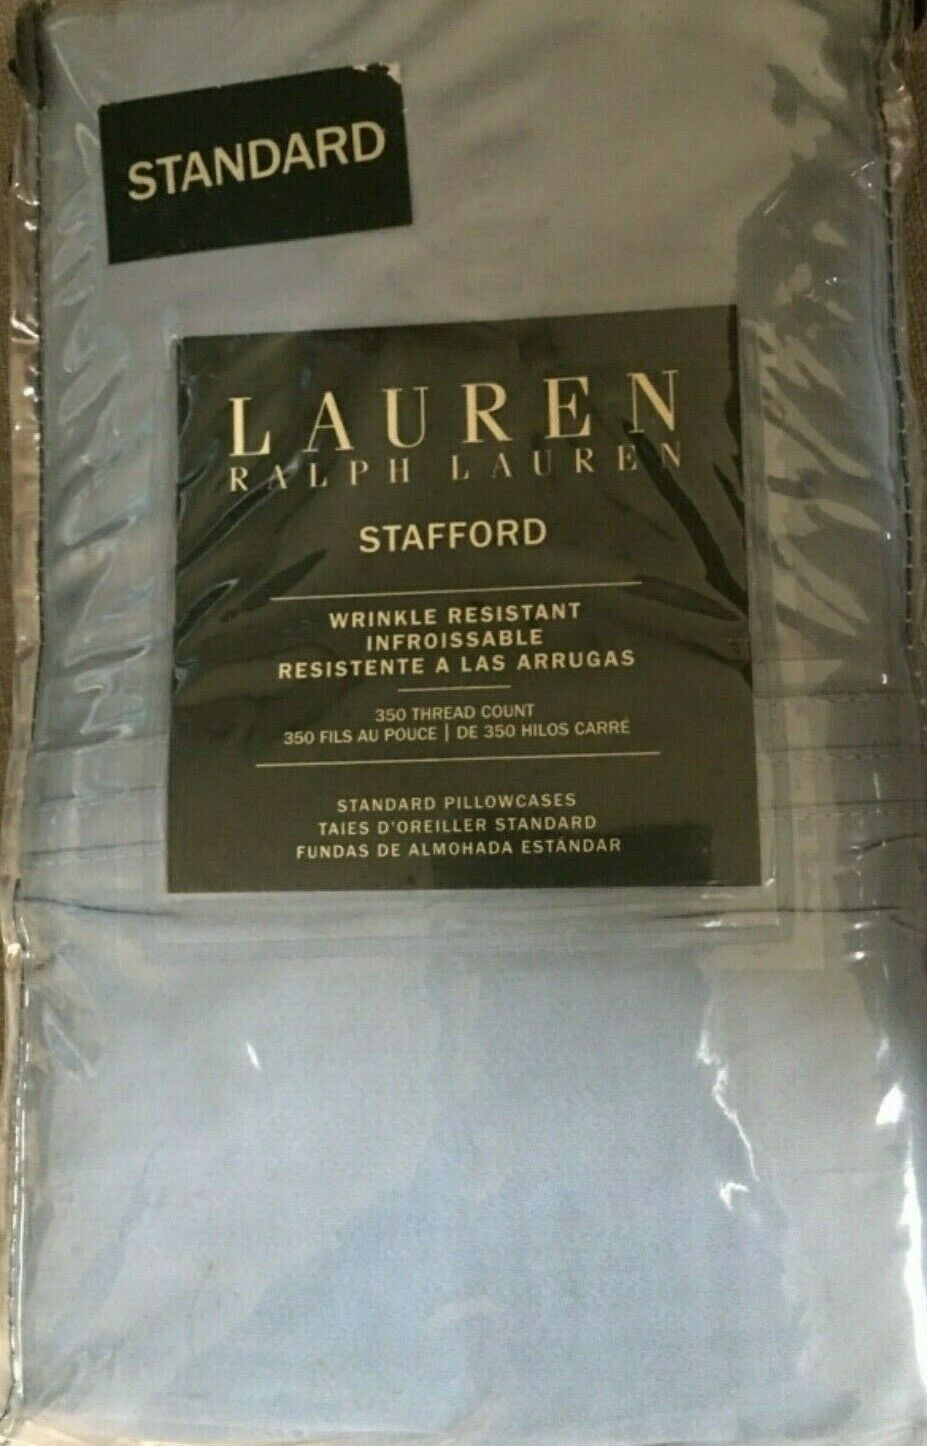 STANDARD
LAUREN
RALPH LAUREN
STAFFORD
WRINKLE RESISTANT
INFROISSABLE
RESISTENTE A LAS ARRUGAS
350 THREAD COUNT
350 FILS AU POUCE | DE 350 HILOS CARRÉ
STANDARD PILLOWCASES
TAIES D'OREILLER STANDARD
FUNDAS DE ALMOHADA ESTÁNDAR